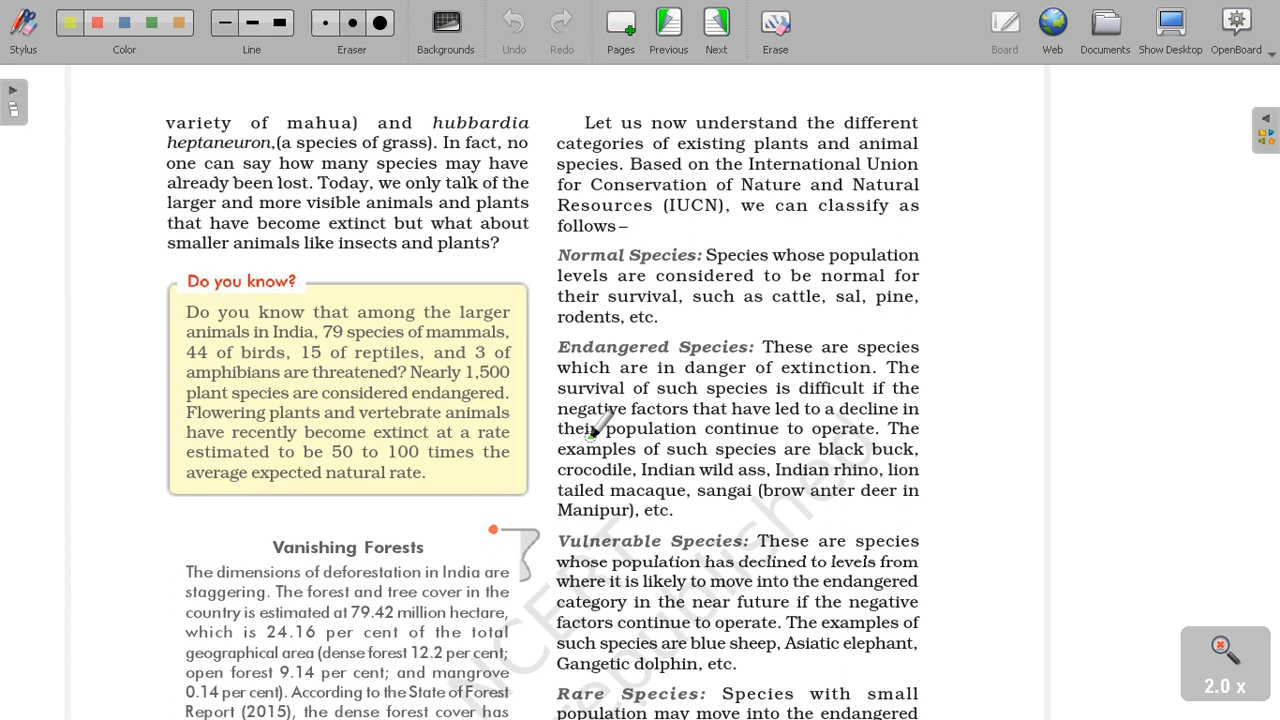 Stylus
Color
Line
Eraser
Backgrounds
Undo
Redo
Pages
Previous
Next
Erase
Board
Web
Documents
Show Desktop
OpenBoard
variety of mahua) and hubbardia
heptaneuron,(a species of grass). In fact, no
one can say how many species may have
already been lost. Today, we only talk of the
larger and more visible animals and plants
that have become extinct but what about
smaller animals like insects and plants?
Do you know?
Do you know that among the larger
animals in India, 79 species of mammals,
44 of birds, 15 of reptiles, and 3 of
amphibians are threatened? Nearly 1,500
plant species are considered endangered.
Flowering plants and vertebrate animals
have recently become extinct at a rate
estimated to be 50 to 100 times the
average expected natural rate.
Vanishing Forests
The dimensions of deforestation in India are
staggering. The forest and tree cover in the
country is estimated at 79.42 million hectare,
which is 24.16 per cent of the total
geographical area (dense forest 12.2 per cent;
open forest 9.14 per cent; and mangrove
0.14 per cent). According to the State of Forest
Report (2015), the dense forest cover has
Let us now understand the different
categories of existing plants and animal
species. Based on the International Union
for Conservation of Nature and Natural
Resources (IUCN), we can classify as
follows –
Normal Species: Species whose population
levels are considered to be normal for
their survival, such as cattle, sal, pine,
rodents, etc.
Endangered Species: These are species
which are in danger of extinction. The
survival of such species is difficult if the
negative factors that have led to a decline in
their population continue to operate. The
examples of such species are black buck,
crocodile, Indian wild ass, Indian rhino, lion
tailed macaque, sangai (brow anter deer in
Manipur), etc.
Vulnerable Species: These are species
whose population has declined to levels from
where it is likely to move into the endangered
category in the near future if the negative
factors continue to operate. The examples of
such species are blue sheep, Asiatic elephant,
Gangetic dolphin, etc.
Rare Species: Species with small
population may move into the endangered
NCERT
republished
2.0 x